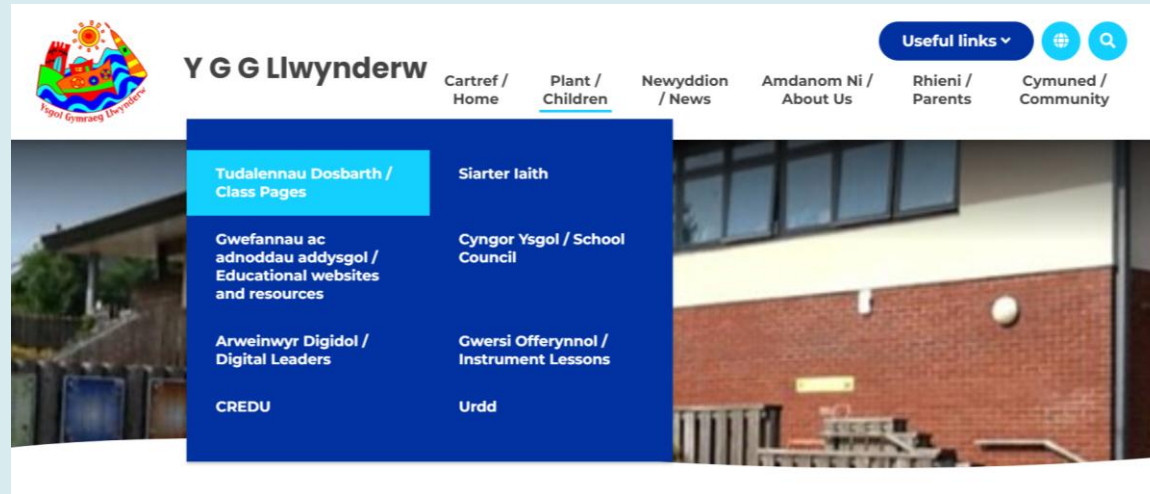 Ysgol Gymraeg Llwynderw
Y G G Llwynderw
Useful links
Cartref /
Home
Plant /
Children
Newyddion
/ News
Amdanom Ni /
About Us
Rhieni /
Parents
Cymuned /
Community
Tudalennau Dosbarth /
Class Pages
Siarter Iaith
Gwefannau ac
adnoddau addysgol /
Educational websites
and resources
Cyngor Ysgol / School
Council
Arweinwyr Digidol /
Digital Leaders
Gwersi Offerynnol /
Instrument Lessons
CREDU
Urdd